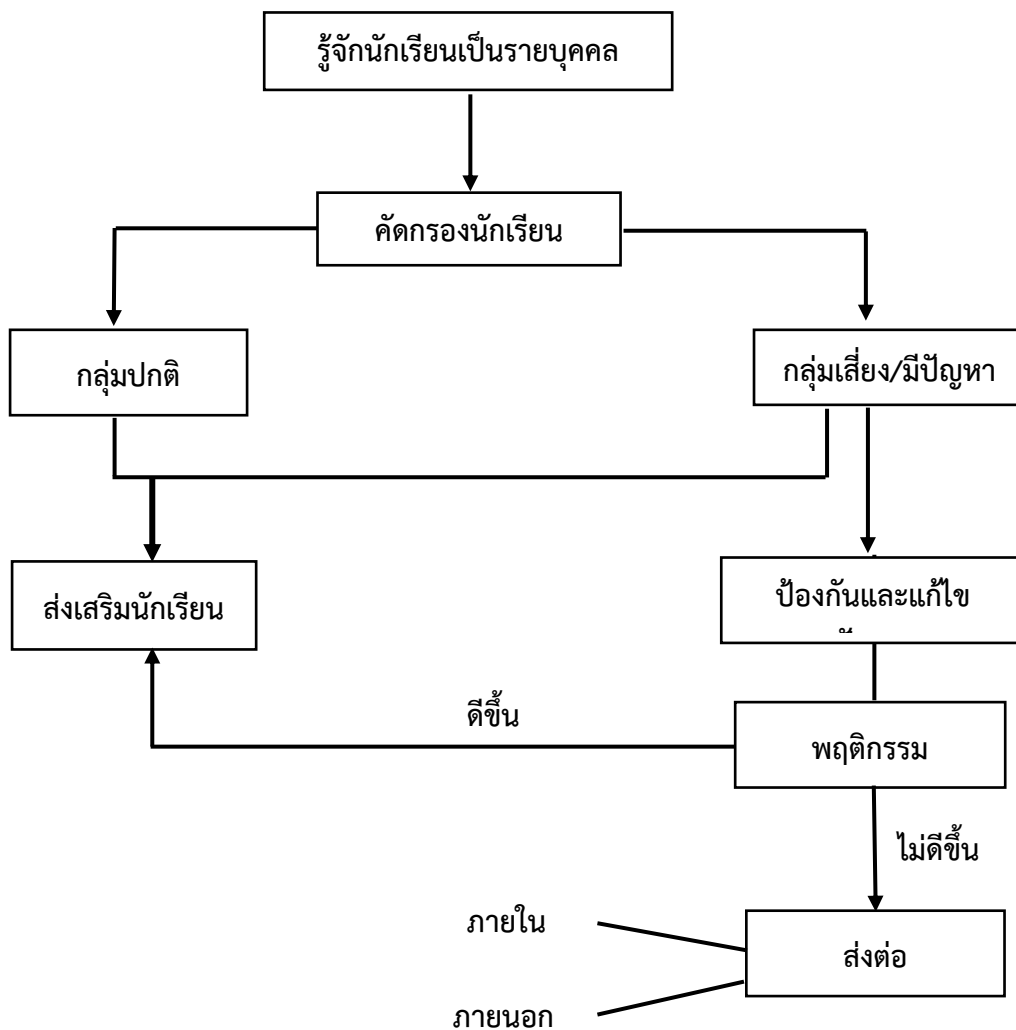 รู้จักนักเรียนเป็นรายบุคคล
คัดกรองนักเรียน
กลุ่มปกติ
กลุ่มเสี่ยง/มีปัญหา
ส่งเสริมนักเรียน
ป้องกันและแก้ไข
ดีขึ้น
พฤติกรรม
ไม่ดีขึ้น
ภายใน
ส่งต่อ
ภายนอก